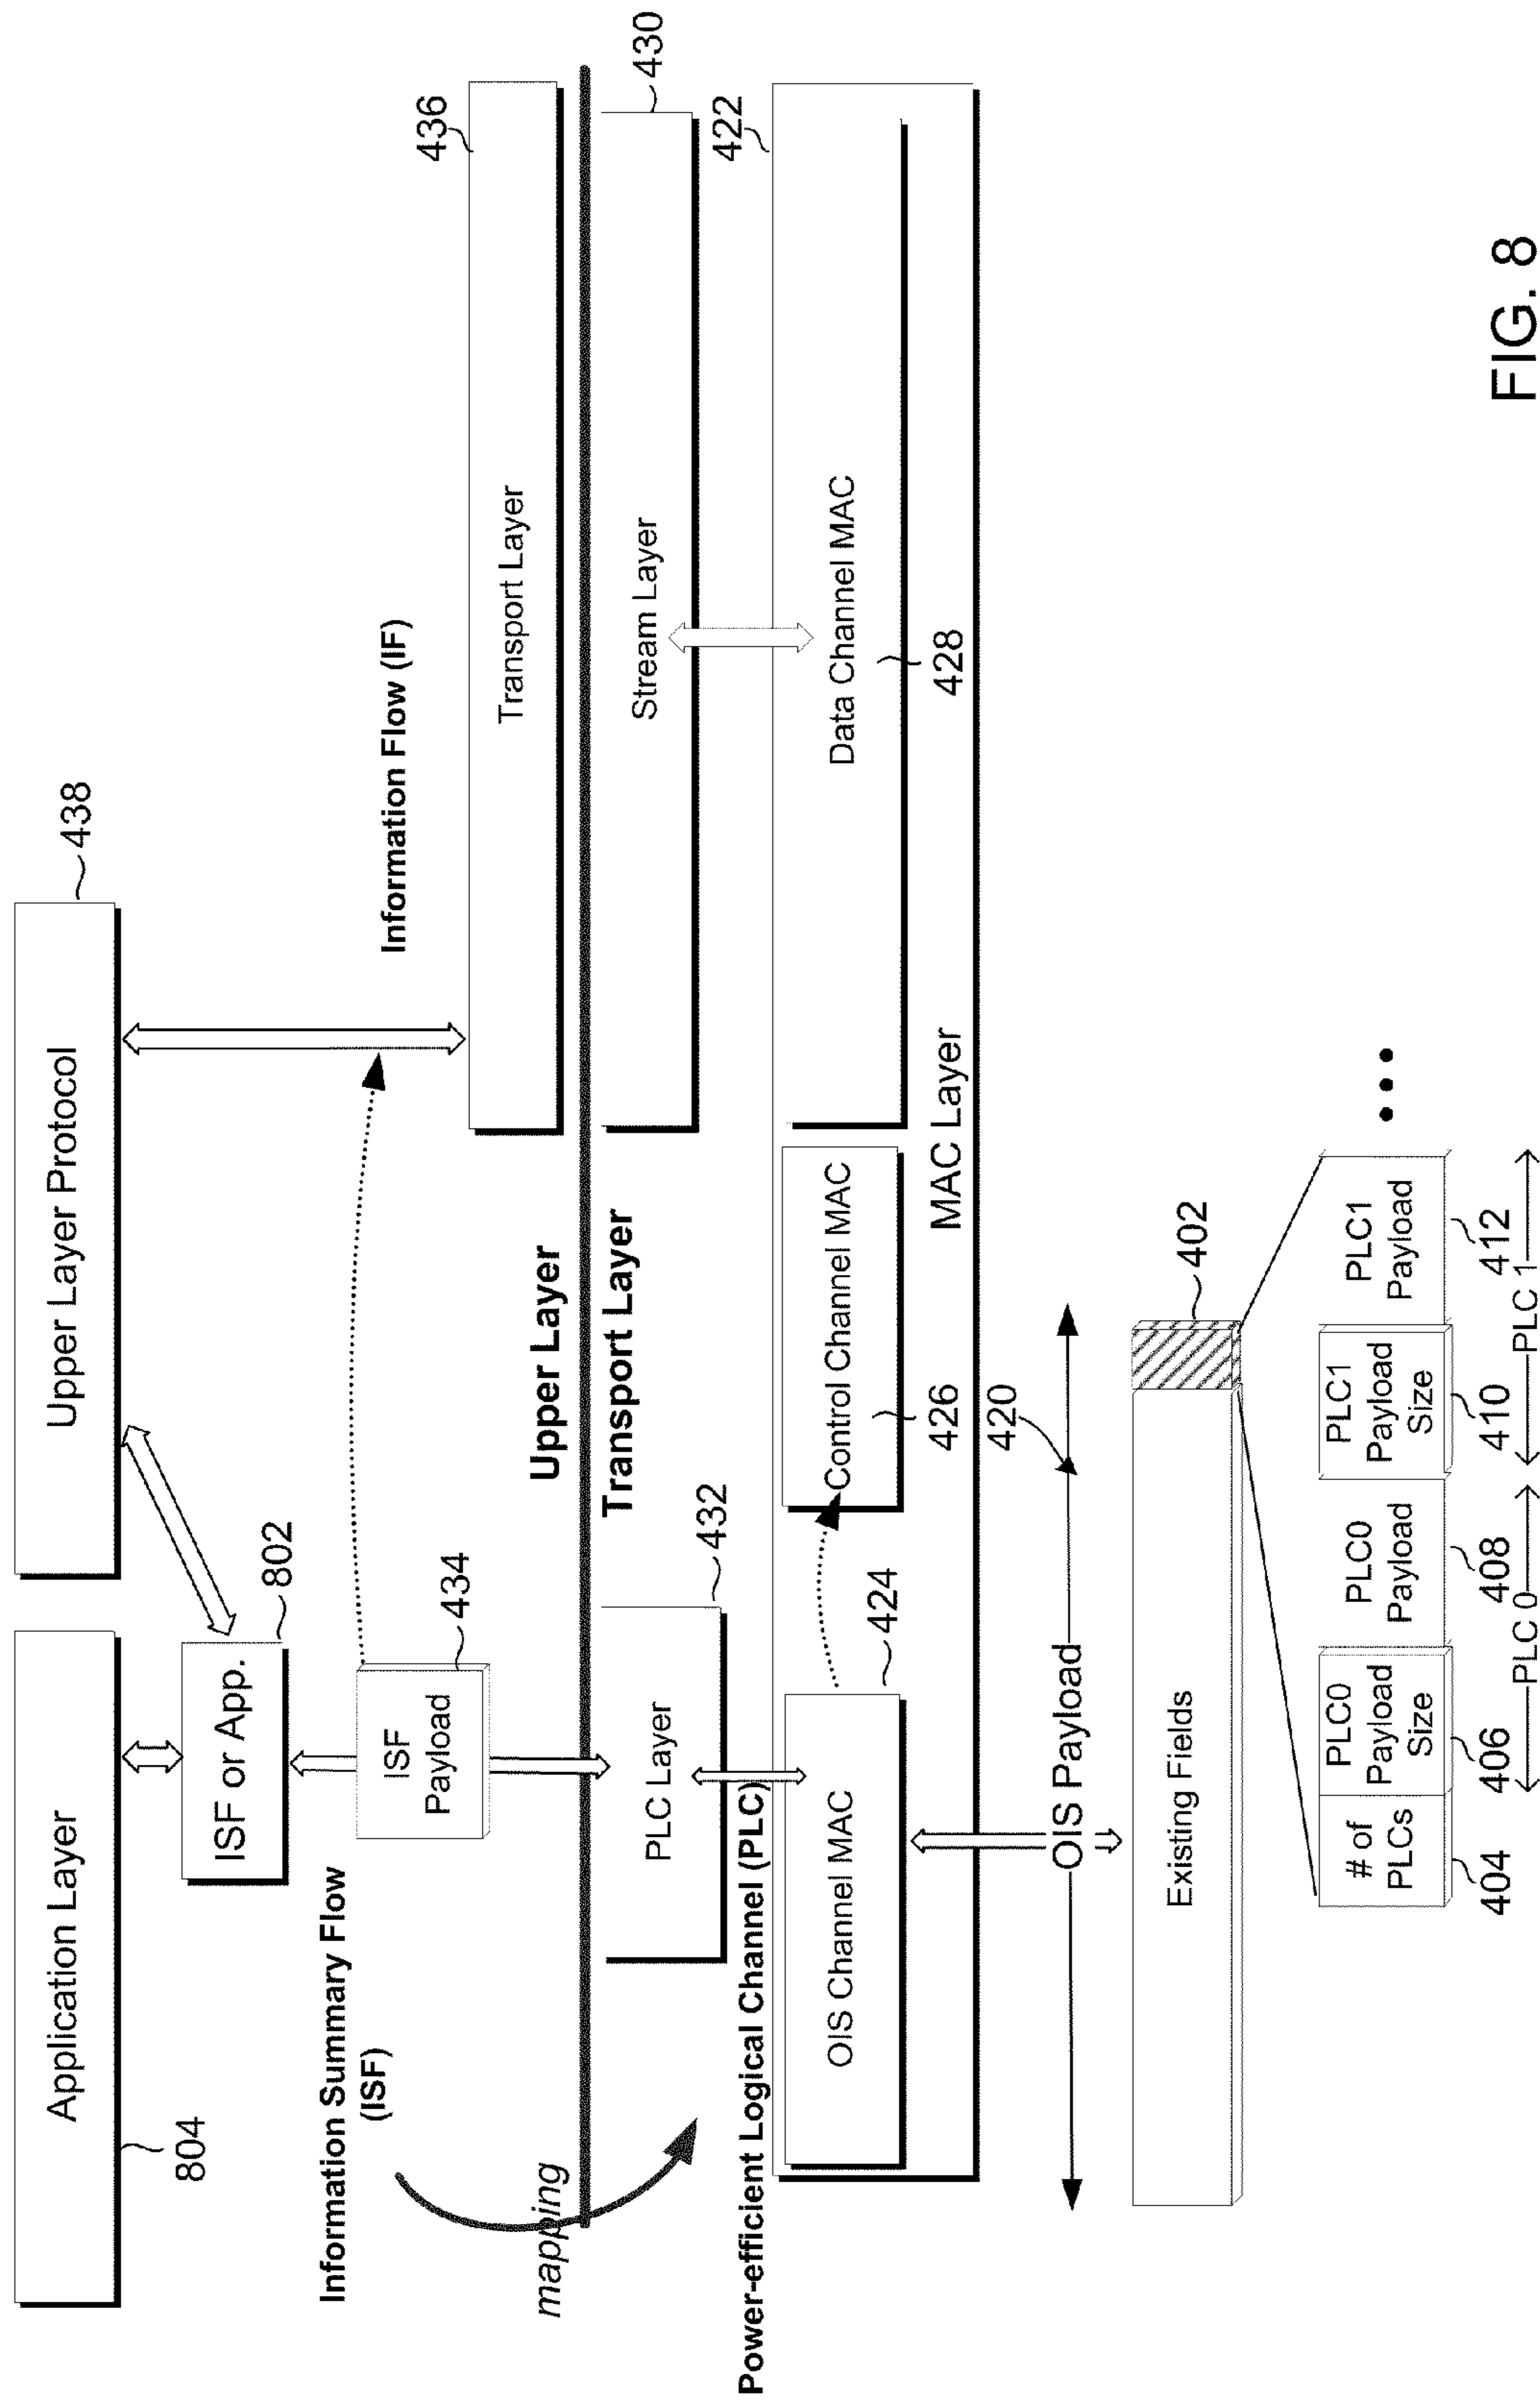 Application Layer
804
Upper Layer Protocol
438
ISF or App.
802
Information Summary Flow
(ISF)
ISF
Payload
434
Information Flow (IF)
Transport Layer
436
mapping
Upper Layer
Transport Layer
PLC Layer
432
Stream Layer
430
Power-efficient Logical Channel (PLC)
OIS Channel MAC
424
Control Channel MAC
426
Data Channel MAC
428
422
MAC Layer
420
OIS Payload
Existing Fields
402
# of
PLCs
404
PLC0
Payload
Size
406
PLC0
Payload
408
PLC1
Payload
Size
410
PLC1
Payload
412
PLC 0
PLC 1
FIG. 8